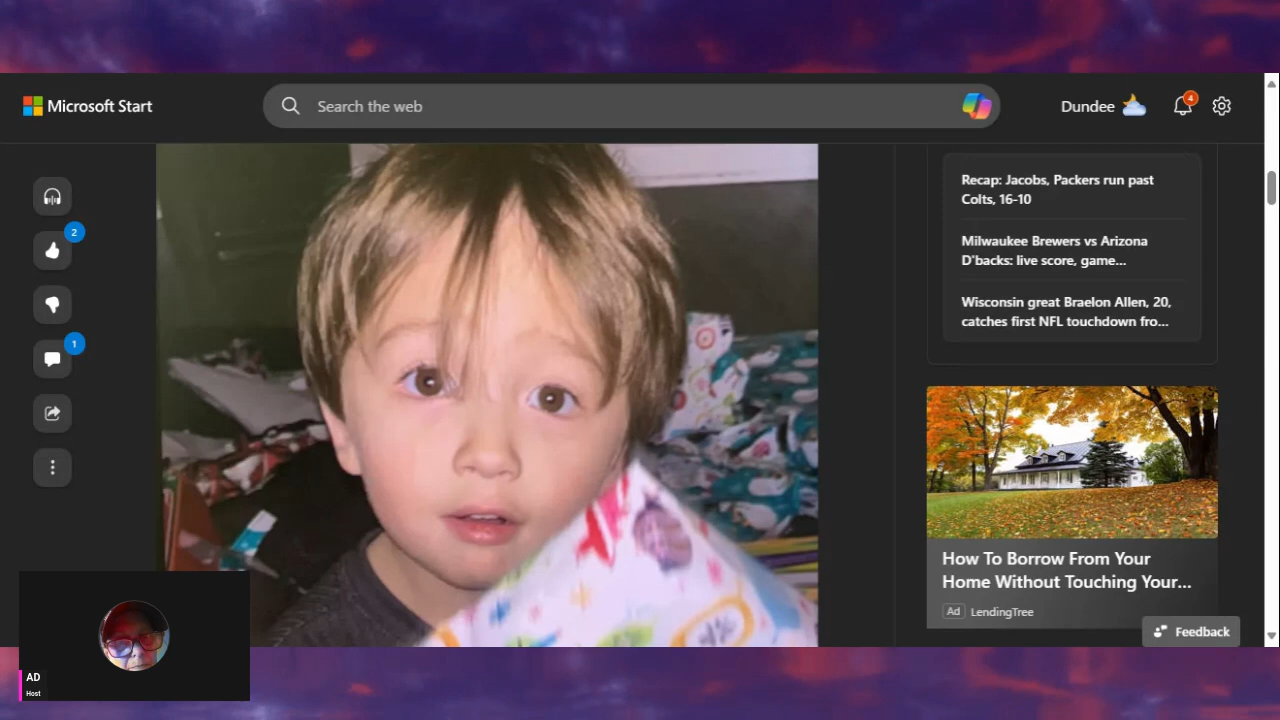 Microsoft Start
Search the web
Dundee
4
2
1
Recap: Jacobs, Packers run past
Colts, 16-10
Milwaukee Brewers vs Arizona
D'backs: live score, game...
Wisconsin great Braelon Allen, 20,
catches first NFL touchdown fro...
How To Borrow From Your
Home Without Touching Your...
Ad LendingTree
Feedback
AD
Host